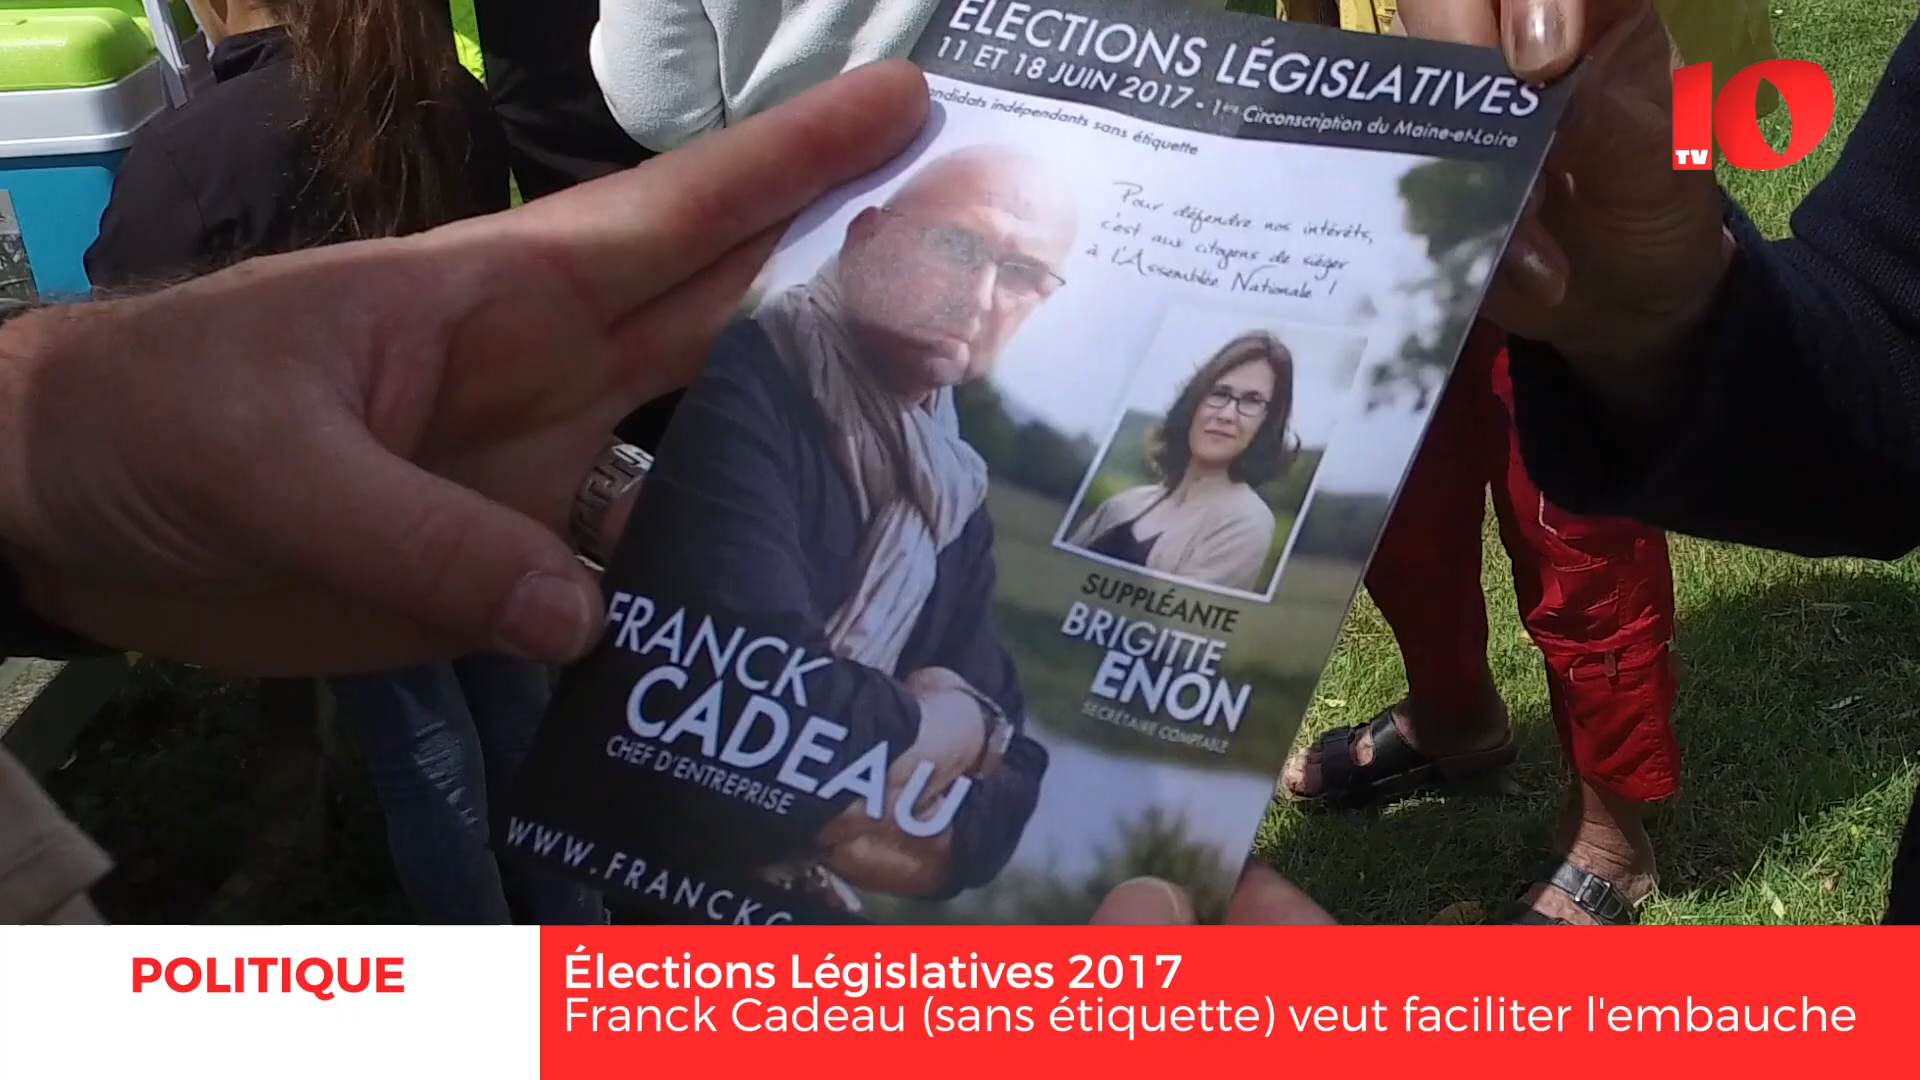 ÉLECTIONS LÉGISLATIVES
11 ET 18 JUIN 2017 - 1ère Circonscription du Maine-et-Loire
indépendants sans étiquette
Pour défendre nos intérêts,
c'est aux citoyens de siéger
à l'Assemblée Nationale !
SUPPLÉANTE
BRIGITTE
ENON
SECRÉTAIRE COMPTABLE
FRANCK
CADEAU
CHEF D'ENTREPRISE
WWW.FRANCKC
TV
10
POLITIQUE
Élections Législatives 2017
Franck Cadeau (sans étiquette) veut faciliter l'embauche